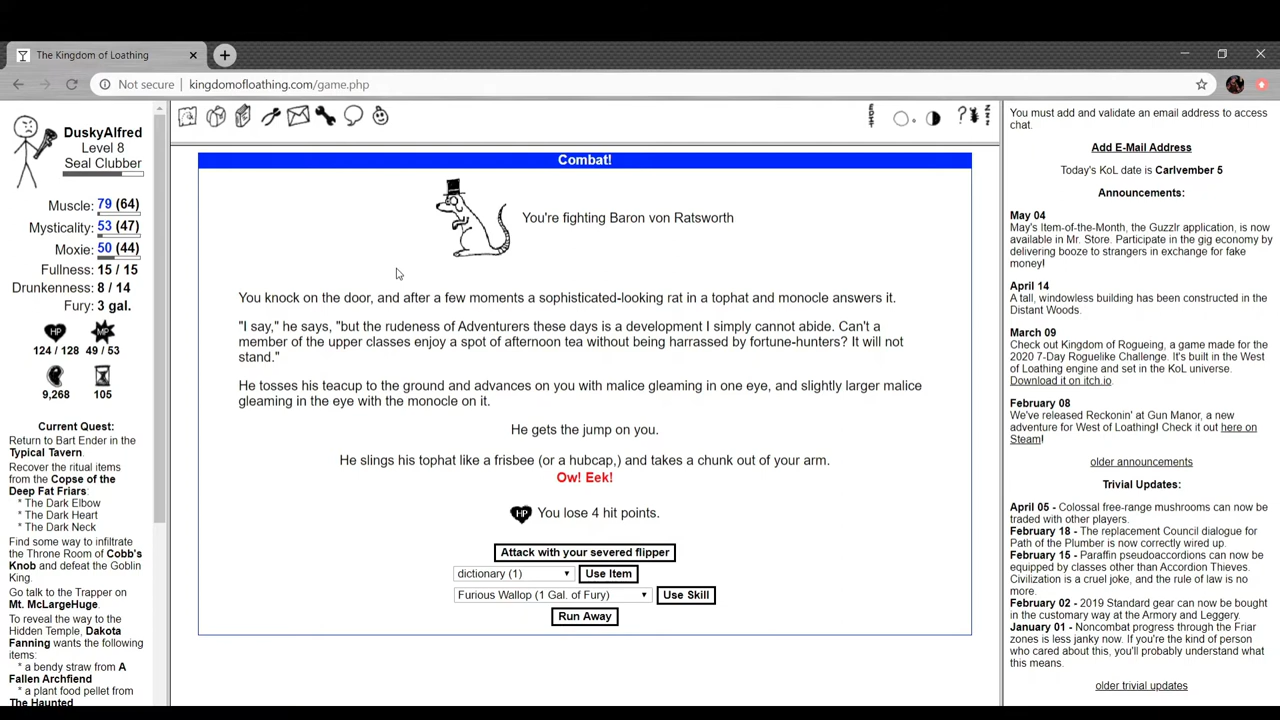 The Kingdom of Loathing
Not secure | kingdomofloathing.com/game.php
DuskyAlfred
Level 8
Seal Clubber
Muscle: 79 (64)
Mysticality: 53 (47)
Moxie: 50 (44)
Fullness: 15 / 15
Drunkenness: 8 / 14
Fury: 3 gal.
HP MP
124 / 128 49 / 53
9,268 105
Current Quest:
Return to Bart Ender in the
Typical Tavern.
Recover the ritual items
from the Copse of the
Deep Fat Friars:
* The Dark Elbow
* The Dark Heart
* The Dark Neck
Find some way to infiltrate
the Throne Room of Cobb's
Knob and defeat the Goblin
King.
Go talk to the Trapper on
Mt. McLargeHuge.
To reveal the way to the
Hidden Temple, Dakota
Fanning wants the following
items:
* a bendy straw from A
Fallen Archfiend
* a plant food pellet from
The Haunted
Combat!
You're fighting Baron von Ratsworth
You knock on the door, and after a few moments a sophisticated-looking rat in a tophat and monocle answers it.
"I say," he says, "but the rudeness of Adventurers these days is a development I simply cannot abide. Can't a
member of the upper classes enjoy a spot of afternoon tea without being harrassed by fortune-hunters? It will not
stand."
He tosses his teacup to the ground and advances on you with malice gleaming in one eye, and slightly larger malice
gleaming in the eye with the monocle on it.
He gets the jump on you.
He slings his tophat like a frisbee (or a hubcap,) and takes a chunk out of your arm.
Ow! Eek!
HP You lose 4 hit points.
Attack with your severed flipper
dictionary (1) Use Item
Furious Wallop (1 Gal. of Fury) Use Skill
Run Away
You must add and validate an email address to access
chat.
Add E-Mail Address
Today's KoL date is Carlvember 5
Announcements:
May 04
May's Item-of-the-Month, the Guzzlr application, is now
available in Mr. Store. Participate in the gig economy by
delivering booze to strangers in exchange for fake
money!
April 14
A tall, windowless building has been constructed in the
Distant Woods.
March 09
Check out Kingdom of Rogueing, a game made for the
2020 7-Day Roguelike Challenge. It's built in the West
of Loathing engine and set in the KoL universe.
Download it on itch.io.
February 08
We've released Reckonin' at Gun Manor, a new
adventure for West of Loathing! Check it out here on
Steam!
older announcements
Trivial Updates:
April 05 - Colossal free-range mushrooms can now be
traded with other players.
February 18 - The replacement Council dialogue for
Path of the Plumber is now correctly wired up.
February 15 - Paraffin pseudoaccordions can now be
equipped by classes other than Accordion Thieves.
Civilization is a cruel joke, and the rule of law is no
more.
February 02 - 2019 Standard gear can now be bought
in the customary way at the Armory and Leggery.
January 01 - Noncombat progress through the Friar
zones is less janky now. If you're the kind of person
who cared about this, you'll probably understand what
this means.
older trivial updates